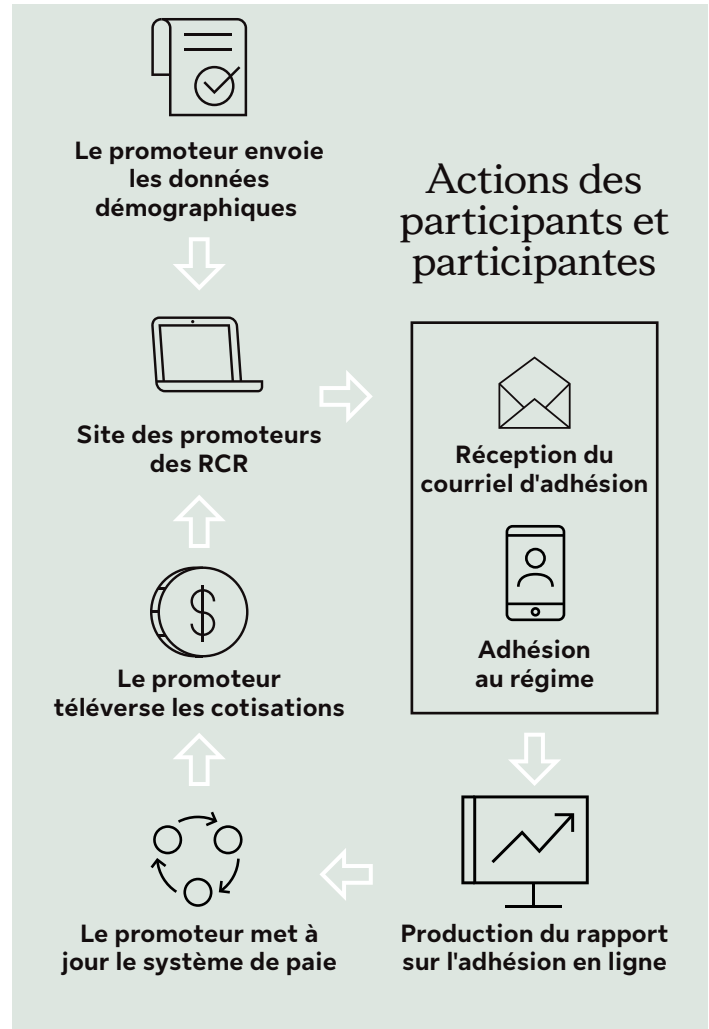 Le promoteur envoie
les données
démographiques
Actions des
participants et
participantes
Site des promoteurs
des RCR
Réception du
courriel d'adhésion
Adhésion
au régime
Le promoteur
téléverse les cotisations
Le promoteur met à
jour le système de paie
Production du rapport
sur l'adhésion en ligne